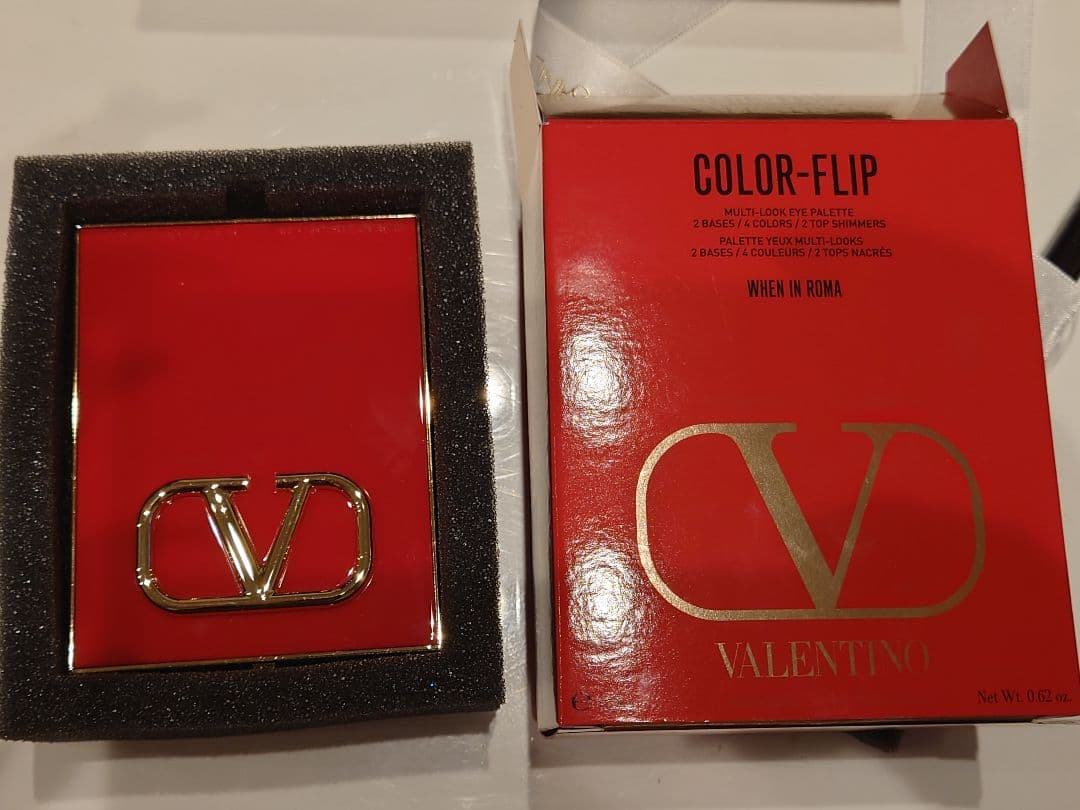 COLOR-FLIP
MULTI-LOOK EYE PALETTE
2 BASES / 4 COLORS / 2 TOP SHIMMERS
PALETTE YEUX MULTI-LOOKS
2 BASES / 4 COULEURS / 2 TOPS NACRÉS
WHEN IN ROMA
V
V
VALENTINO
e Net Wt. 0.62 oz.